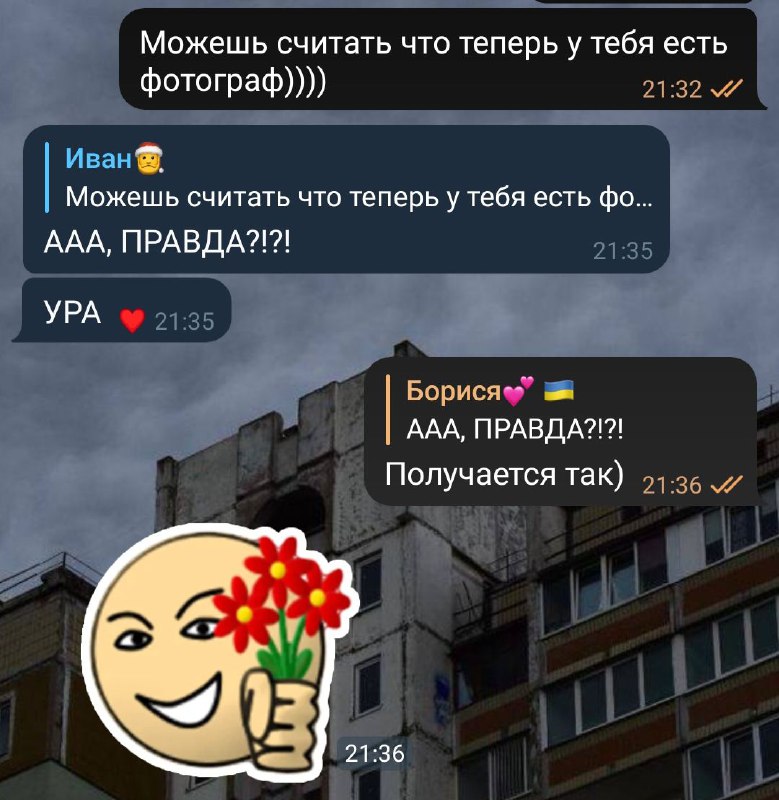 Можешь считать что теперь у тебя есть
фотограф))))
21:32
Иван🎅
Можешь считать что теперь у тебя есть фо...
ААА, ПРАВДА?!?!
21:35
УРА ♥️ 21:35
Борися💕 🇺🇦
ААА, ПРАВДА?!?!
Получается так) 21:36
21:36